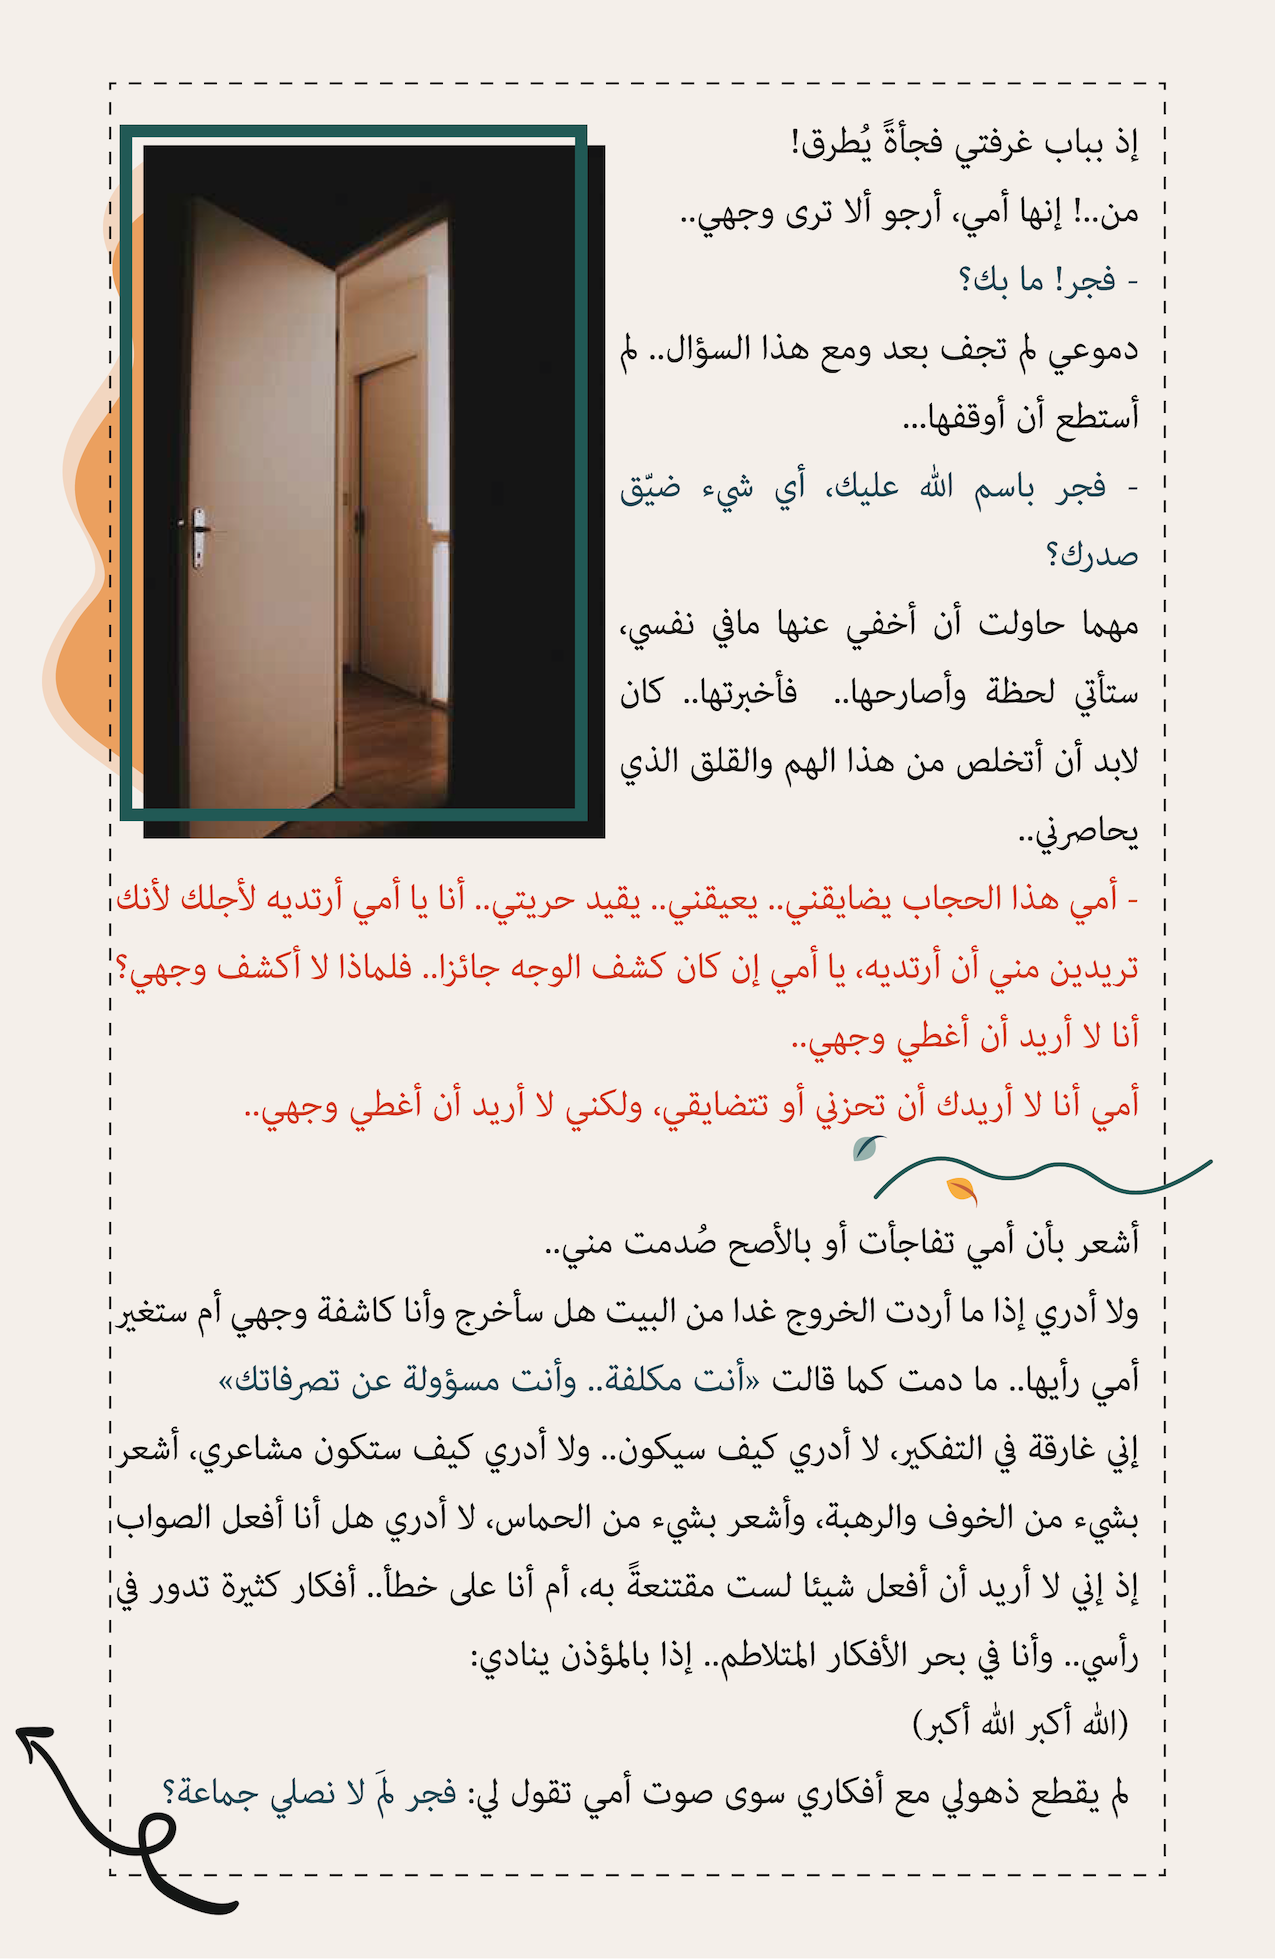 إذ بباب غرفتي فجأةً يُطرق!
من..! إنها أمي، أرجو ألا ترى وجهي..
- فجر! ما بك؟
دموعي لم تجف بعد ومع هذا السؤال.. لم
أستطع أن أوقفها...
- فجر باسم الله عليك، أي شيء ضيّق
صدرك؟
مهما حاولت أن أخفي عنها مافي نفسي،
ستأتي لحظة وأصارحها.. فأخبرتها.. كان
لابد أن أتخلص من هذا الهم والقلق الذي
يحاصرني..
- أمي هذا الحجاب يضايقني.. يعيقني.. يقيد حريتي.. أنا يا أمي أرتديه لأجلك لأنك
تريدين مني أن أرتديه، يا أمي إن كان كشف الوجه جائزا.. فلماذا لا أكشف وجهي؟
أنا لا أريد أن أغطي وجهي..
أمي أنا لا أريدك أن تحزني أو تتضايقي، ولكني لا أريد أن أغطي وجهي..
أشعر بأن أمي تفاجأت أو بالأصح صُدمت مني..
ولا أدري إذا ما أردت الخروج غدا من البيت هل سأخرج وأنا كاشفة وجهي أم ستغير
أمي رأيها.. ما دمت كما قالت «أنت مكلفة.. وأنت مسؤولة عن تصرفاتك»
إني غارقة في التفكير، لا أدري كيف سيكون.. ولا أدري كيف ستكون مشاعري، أشعر
بشيء من الخوف والرهبة، وأشعر بشيء من الحماس، لا أدري هل أنا أفعل الصواب
إذ إني لا أريد أن أفعل شيئا لست مقتنعةً به، أم أنا على خطأ.. أفكار كثيرة تدور في
رأسي.. وأنا في بحر الأفكار المتلاطم.. إذا بالمؤذن ينادي:
(الله أكبر الله أكبر)
لم يقطع ذهولي مع أفكاري سوى صوت أمي تقول لي: فجر لمَ لا نصلي جماعة؟